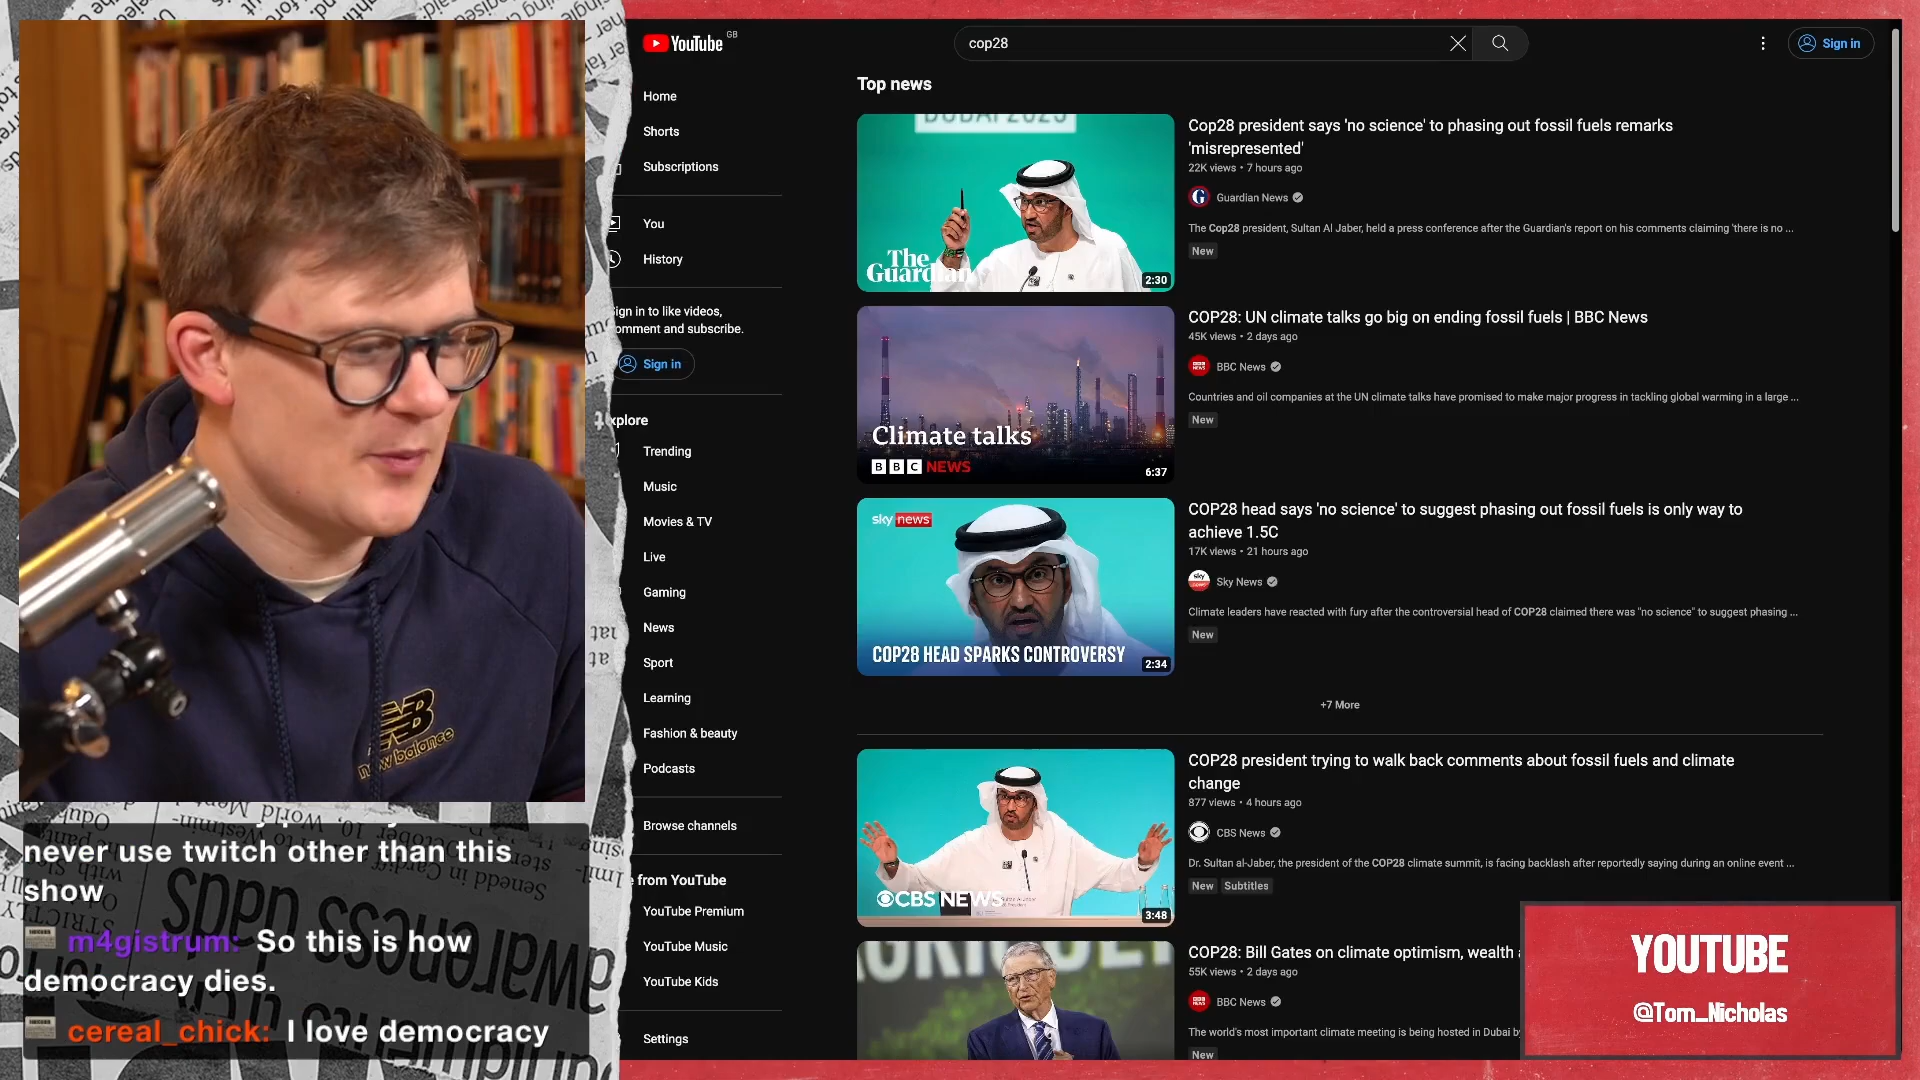 YouTube GB
cop28
Sign in
Home
Shorts
Subscriptions
You
History
ign in to like videos,
omment and subscribe.
Sign in
xplore
Trending
Music
Movies & TV
Live
Gaming
News
Sport
Learning
Fashion & beauty
Podcasts
Browse channels
from YouTube
YouTube Premium
YouTube Music
YouTube Kids
Settings
Top news
DUBAI 2023
The
Guardian
2:30
Cop28 president says 'no science' to phasing out fossil fuels remarks
'misrepresented'
22K views • 7 hours ago
Guardian News
The Cop28 president, Sultan Al Jaber, held a press conference after the Guardian's report on his comments claiming 'there is no ...
New
Climate talks
BBC NEWS
6:37
COP28: UN climate talks go big on ending fossil fuels | BBC News
45K views • 2 days ago
BBC News
Countries and oil companies at the UN climate talks have promised to make major progress in tackling global warming in a large ...
New
sky news
COP28 HEAD SPARKS CONTROVERSY
2:34
COP28 head says 'no science' to suggest phasing out fossil fuels is only way to
achieve 1.5C
17K views • 21 hours ago
Sky News
Climate leaders have reacted with fury after the controversial head of COP28 claimed there was "no science" to suggest phasing ...
New
+7 More
CBS NEWS
3:48
COP28 president trying to walk back comments about fossil fuels and climate
change
877 views • 4 hours ago
CBS News
Dr. Sultan al-Jaber, the president of the COP28 climate summit, is facing backlash after reportedly saying during an online event ...
New Subtitles
COP28: Bill Gates on climate optimism, wealth
55K views • 2 days ago
BBC News
The world's most important climate meeting is being hosted in Dubai by
New
new balance
never use twitch other than this
show
m4gistrum: So this is how
democracy dies.
cereal_chick: I love democracy
YOUTUBE
@Tom_Nicholas